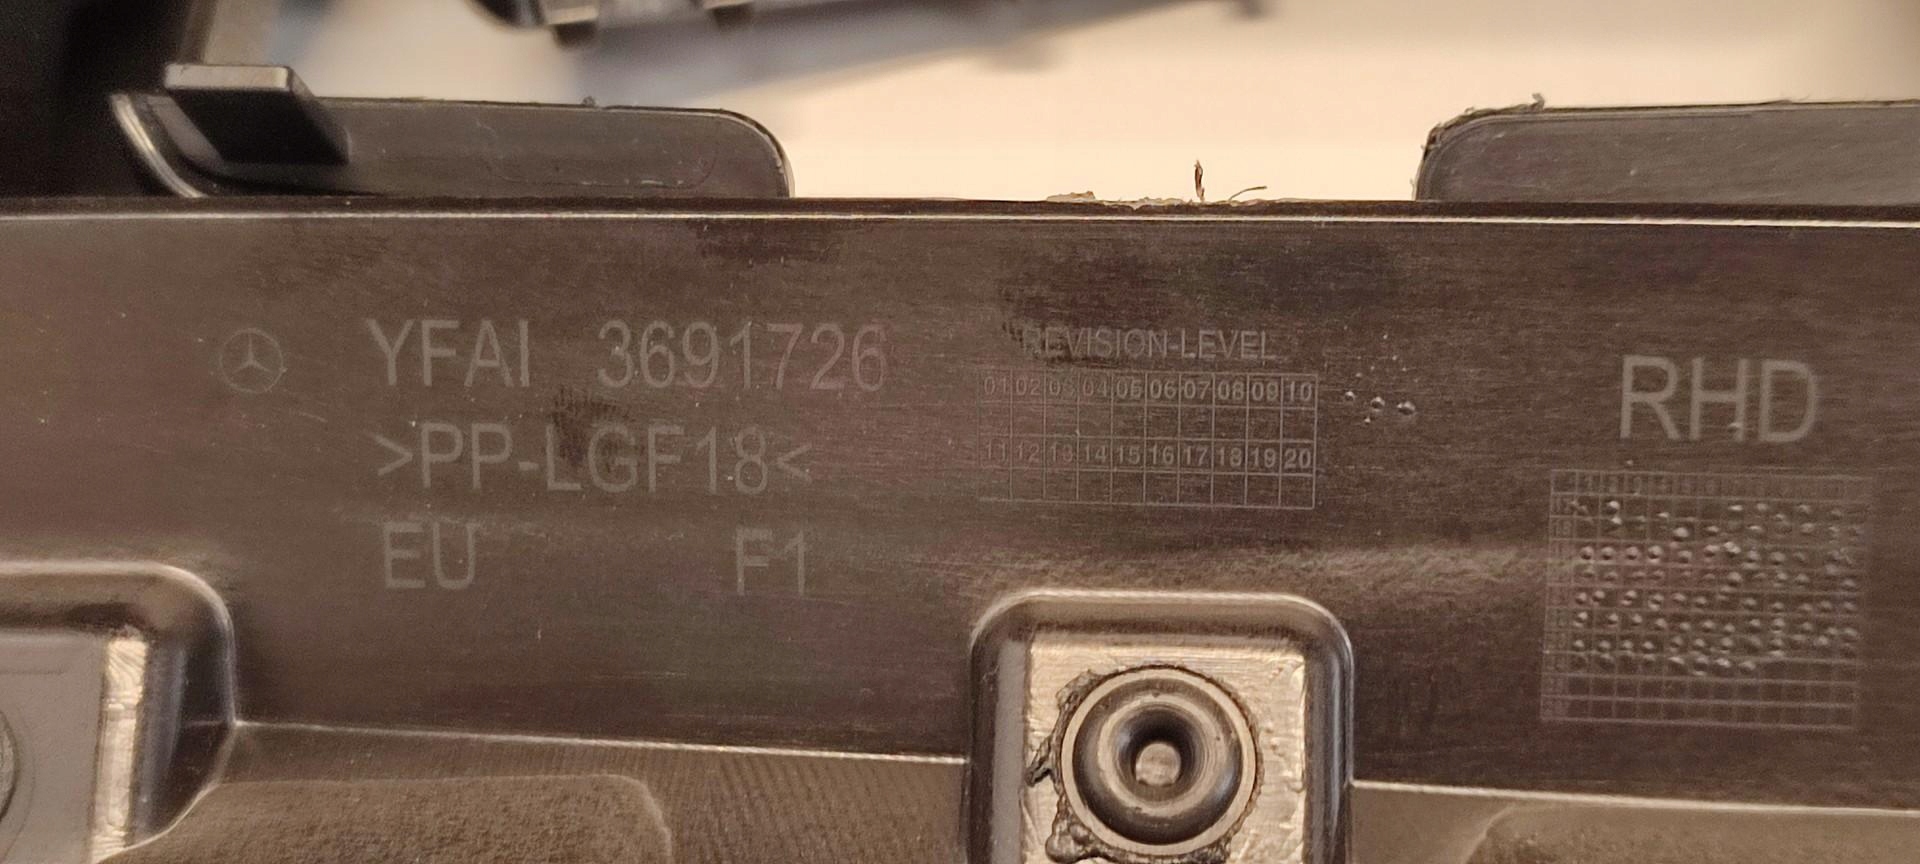 YFAI 3691726
>PP-LGF18<
EU F1
REVISION-LEVEL
01 02 03 04 05 06 07 08 09 10
11 12 13 14 15 16 17 18 19 20
RHD